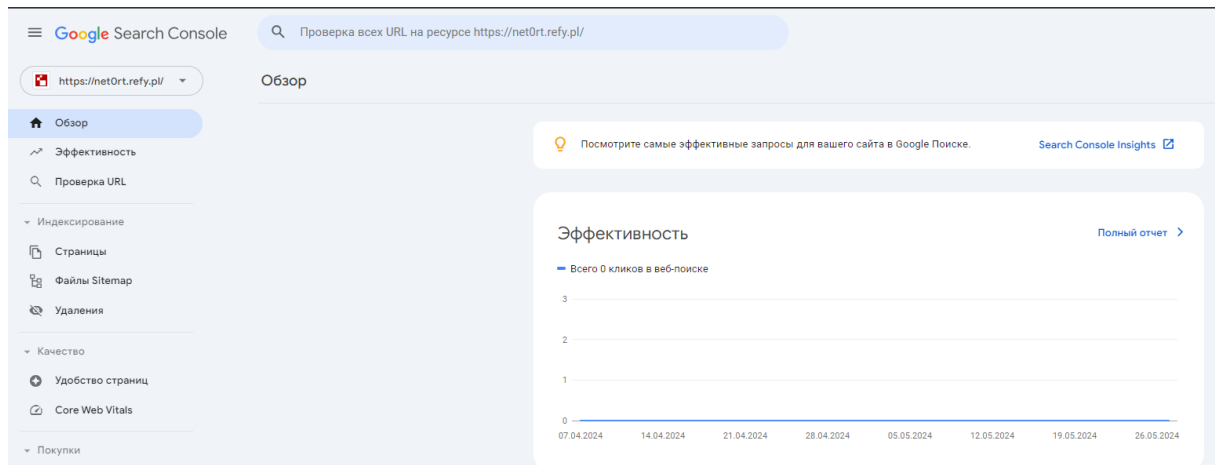 Google Search Console
Проверка всех URL на ресурсе https://net0rt.refy.pl/
https://net0rt.refy.pl/
Обзор
Обзор
Эффективность
Проверка URL
Индексирование
Страницы
Файлы Sitemap
Удаления
Качество
Удобство страниц
Core Web Vitals
Покупки
Посмотрите самые эффективные запросы для вашего сайта в Google Поиске.
Search Console Insights
Эффективность
Полный отчет
Всего 0 кликов в веб-поиске
3
2
1
0
07.04.2024 14.04.2024 21.04.2024 28.04.2024 05.05.2024 12.05.2024 19.05.2024 26.05.2024